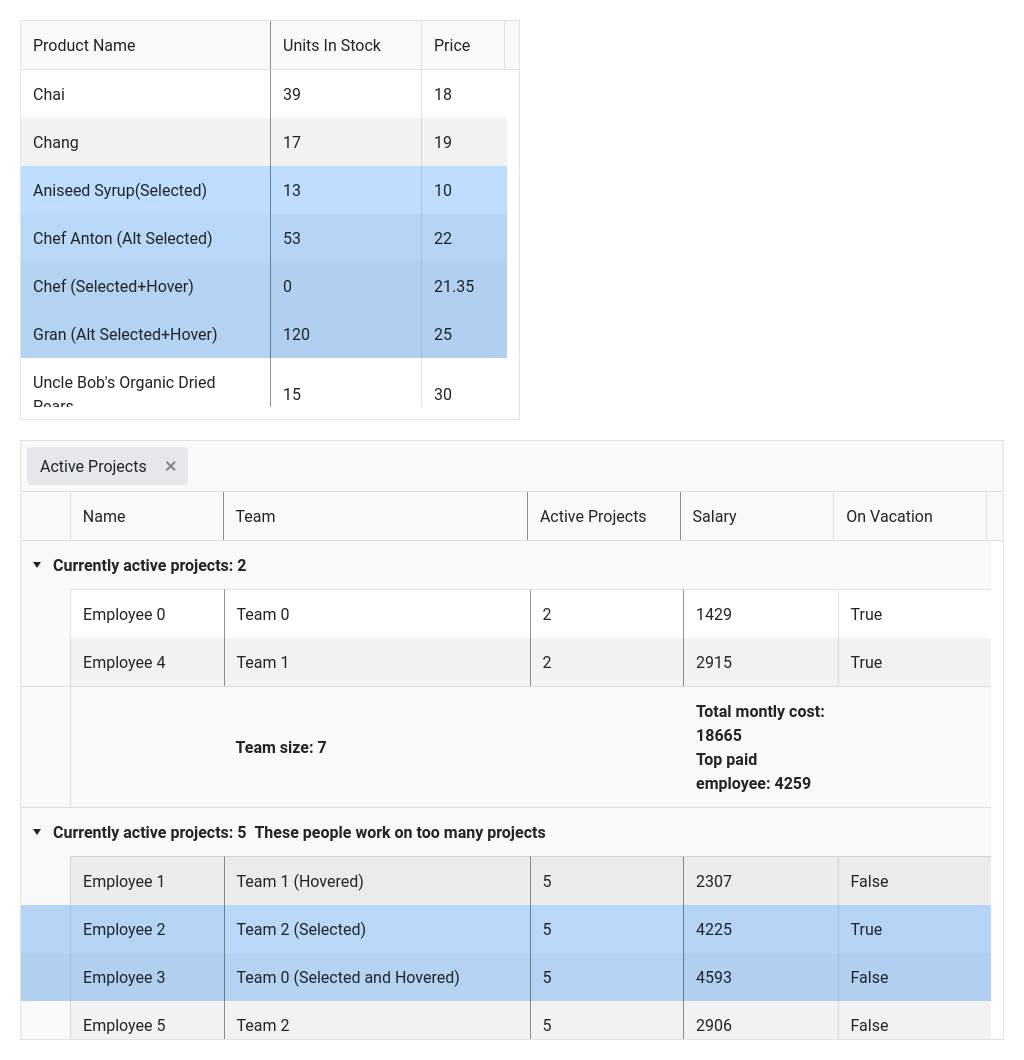 Product Name Units In Stock Price
Chai 39 18
Chang 17 19
Aniseed Syrup(Selected) 13 10
Chef Anton (Alt Selected) 53 22
Chef (Selected+Hover) 0 21.35
Gran (Alt Selected+Hover) 120 25
Uncle Bob's Organic Dried
Pears 15 30
Active Projects ✕
Name Team Active Projects Salary On Vacation
Currently active projects: 2
Employee 0 Team 0 2 1429 True
Employee 4 Team 1 2 2915 True
Team size: 7
Total montly cost:
18665
Top paid
employee: 4259
Currently active projects: 5 These people work on too many projects
Employee 1 Team 1 (Hovered) 5 2307 False
Employee 2 Team 2 (Selected) 5 4225 True
Employee 3 Team 0 (Selected and Hovered) 5 4593 False
Employee 5 Team 2 5 2906 False